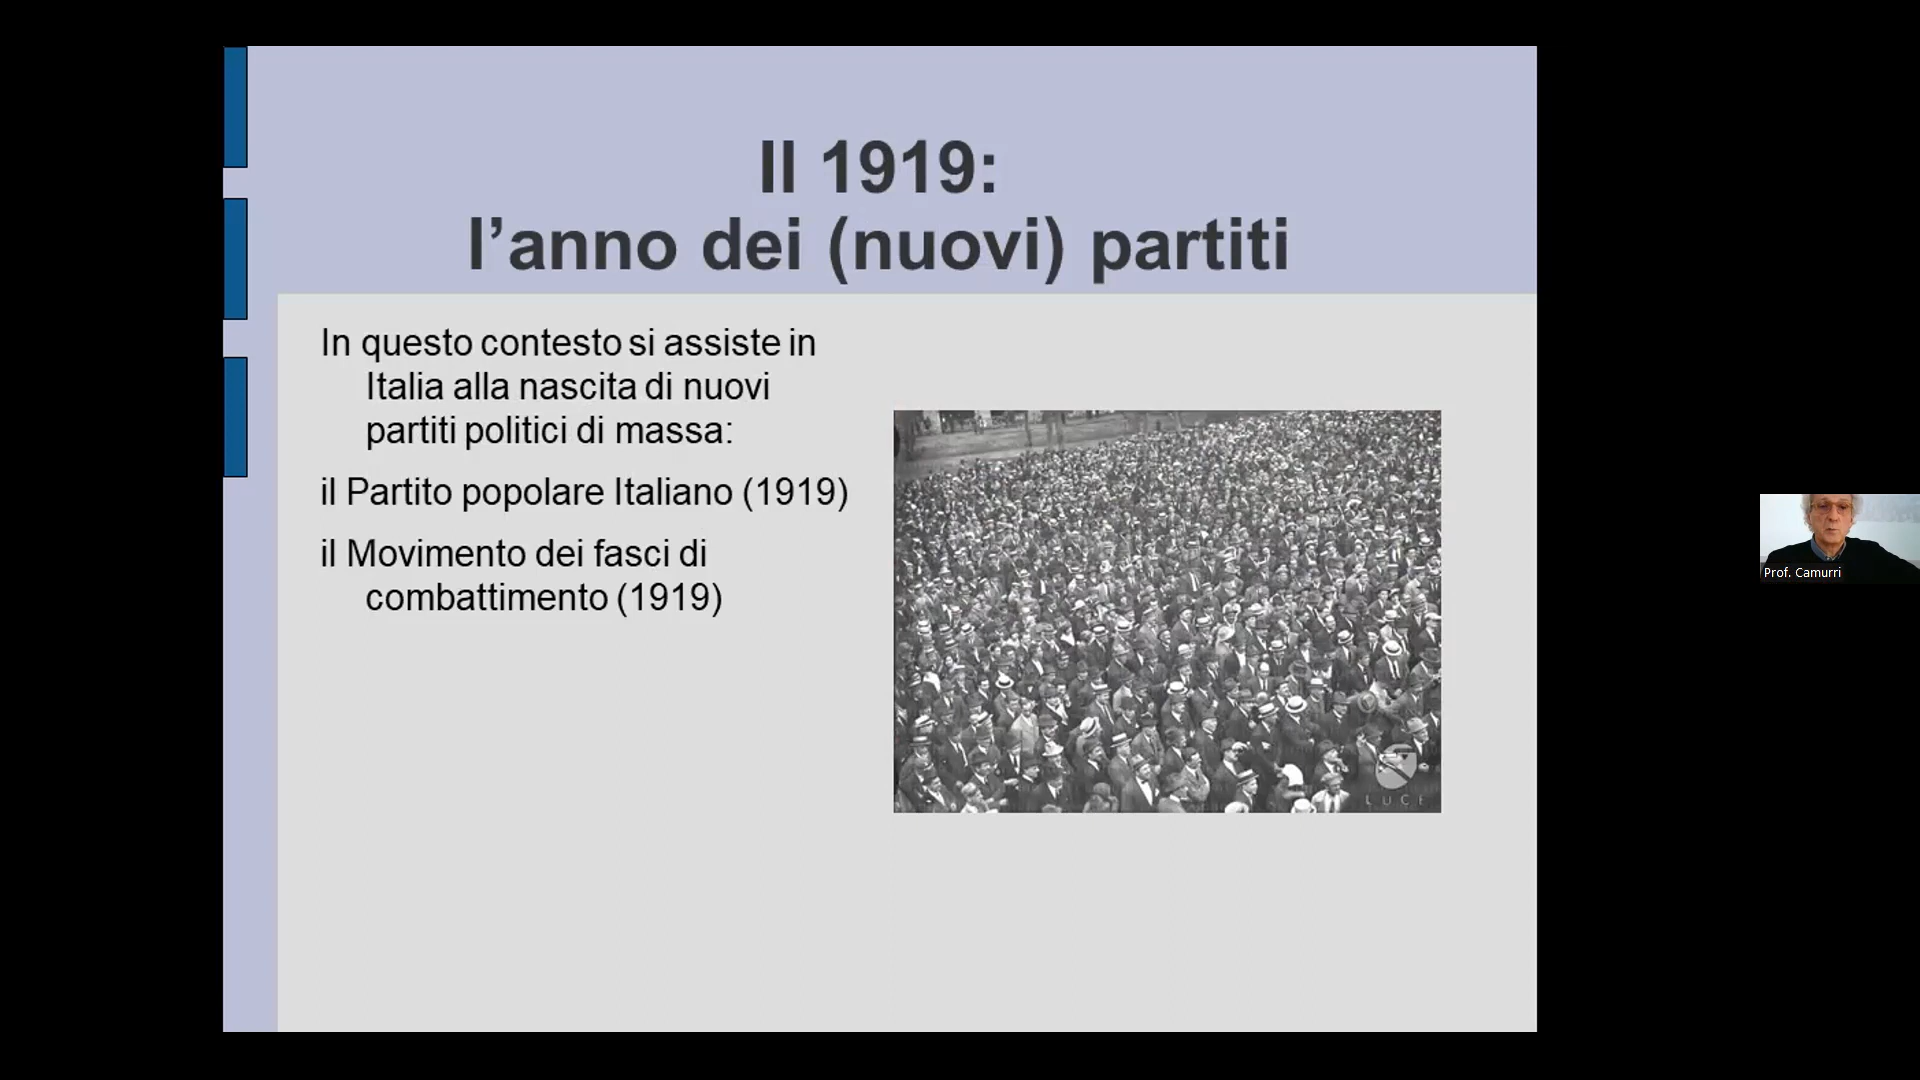 Il 1919:
l’anno dei (nuovi) partiti
In questo contesto si assiste in
Italia alla nascita di nuovi
partiti politici di massa:
il Partito popolare Italiano (1919)
il Movimento dei fasci di
combattimento (1919)
LUCE
Prof. Camurri